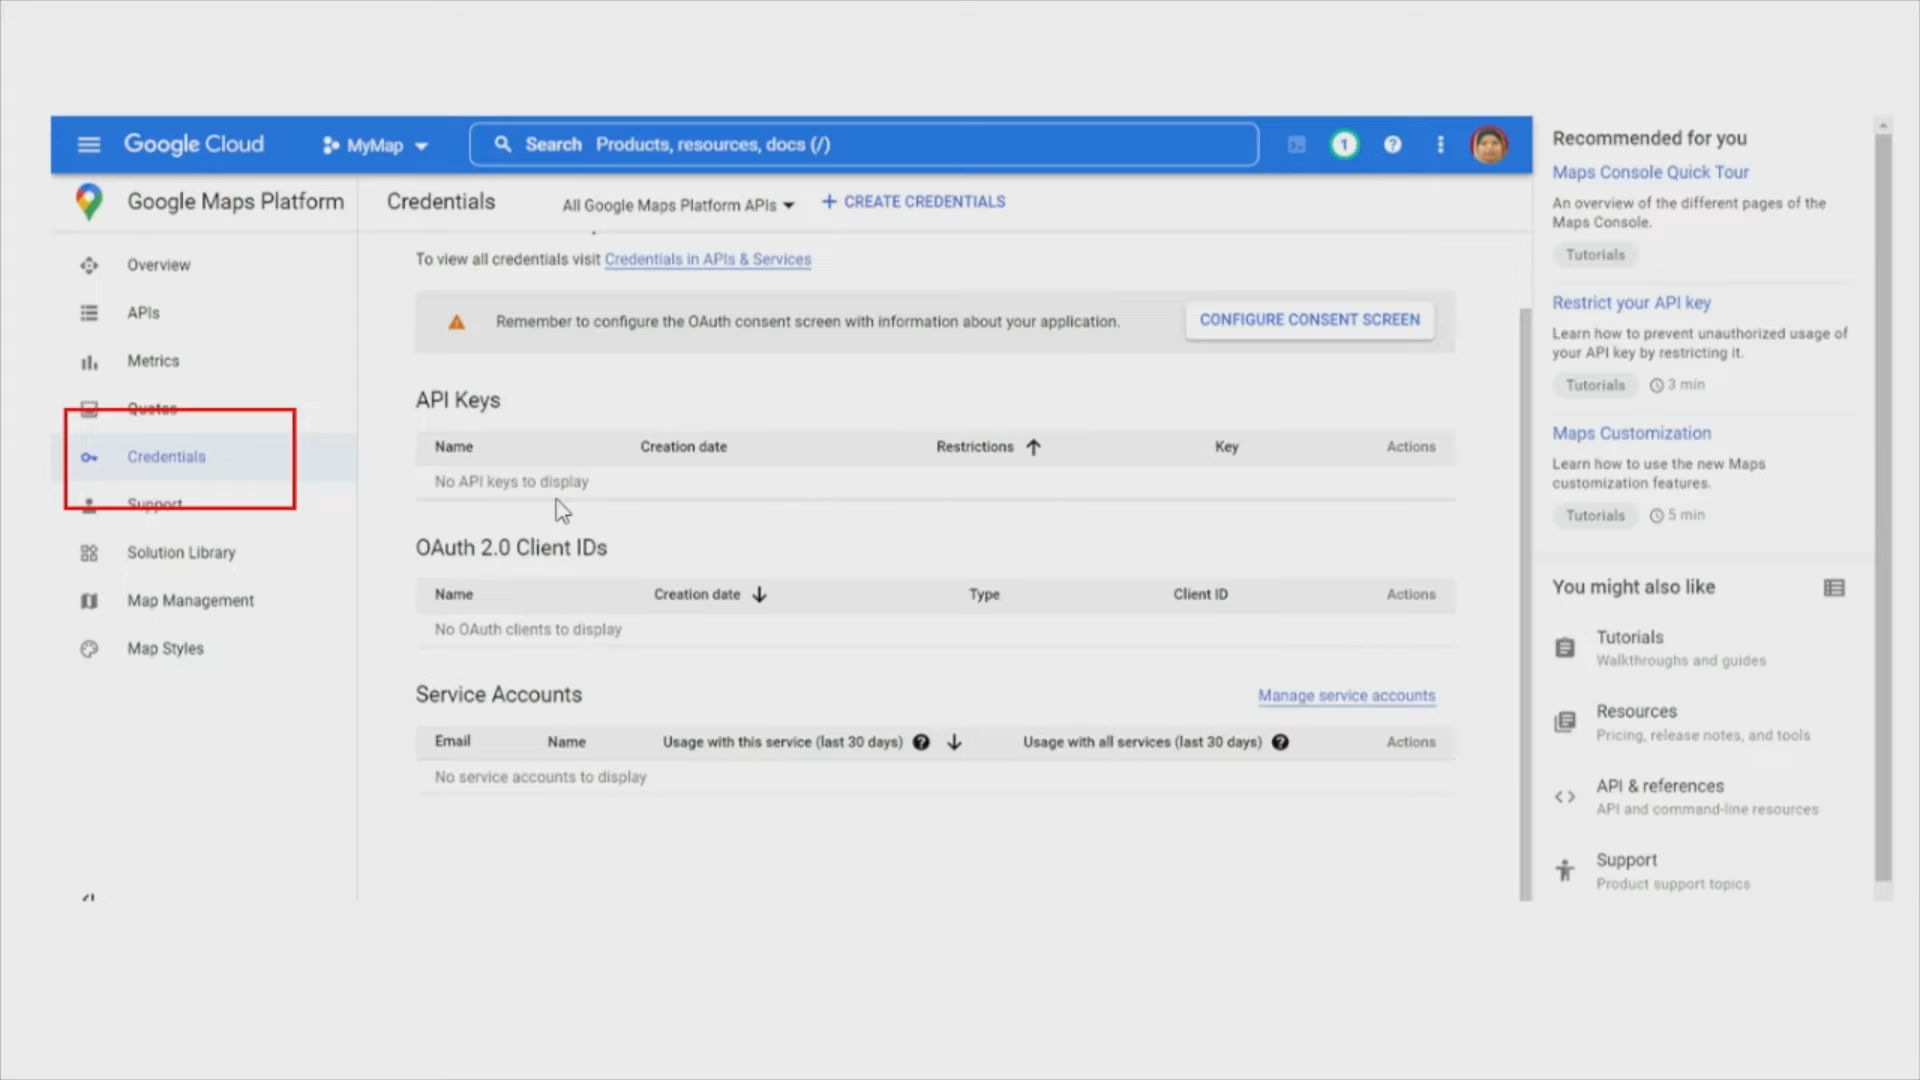 Google Cloud
MyMap
Search Products, resources, docs (/)
1
Google Maps Platform
Credentials
All Google Maps Platform APIs
+ CREATE CREDENTIALS
Overview
APIs
Metrics
Quotas
Credentials
Support
Solution Library
Map Management
Map Styles
To view all credentials visit Credentials in APIs & Services
Remember to configure the OAuth consent screen with information about your application.
CONFIGURE CONSENT SCREEN
API Keys
Name Creation date Restrictions Key Actions
No API keys to display
OAuth 2.0 Client IDs
Name Creation date Type Client ID Actions
No OAuth clients to display
Service Accounts
Manage service accounts
Email Name Usage with this service (last 30 days) Usage with all services (last 30 days) Actions
No service accounts to display
Recommended for you
Maps Console Quick Tour
An overview of the different pages of the
Maps Console.
Tutorials
Restrict your API key
Learn how to prevent unauthorized usage of
your API key by restricting it.
Tutorials 3 min
Maps Customization
Learn how to use the new Maps
customization features.
Tutorials 5 min
You might also like
Tutorials
Walkthroughs and guides
Resources
Pricing, release notes, and tools
API & references
API and command-line resources
Support
Product support topics